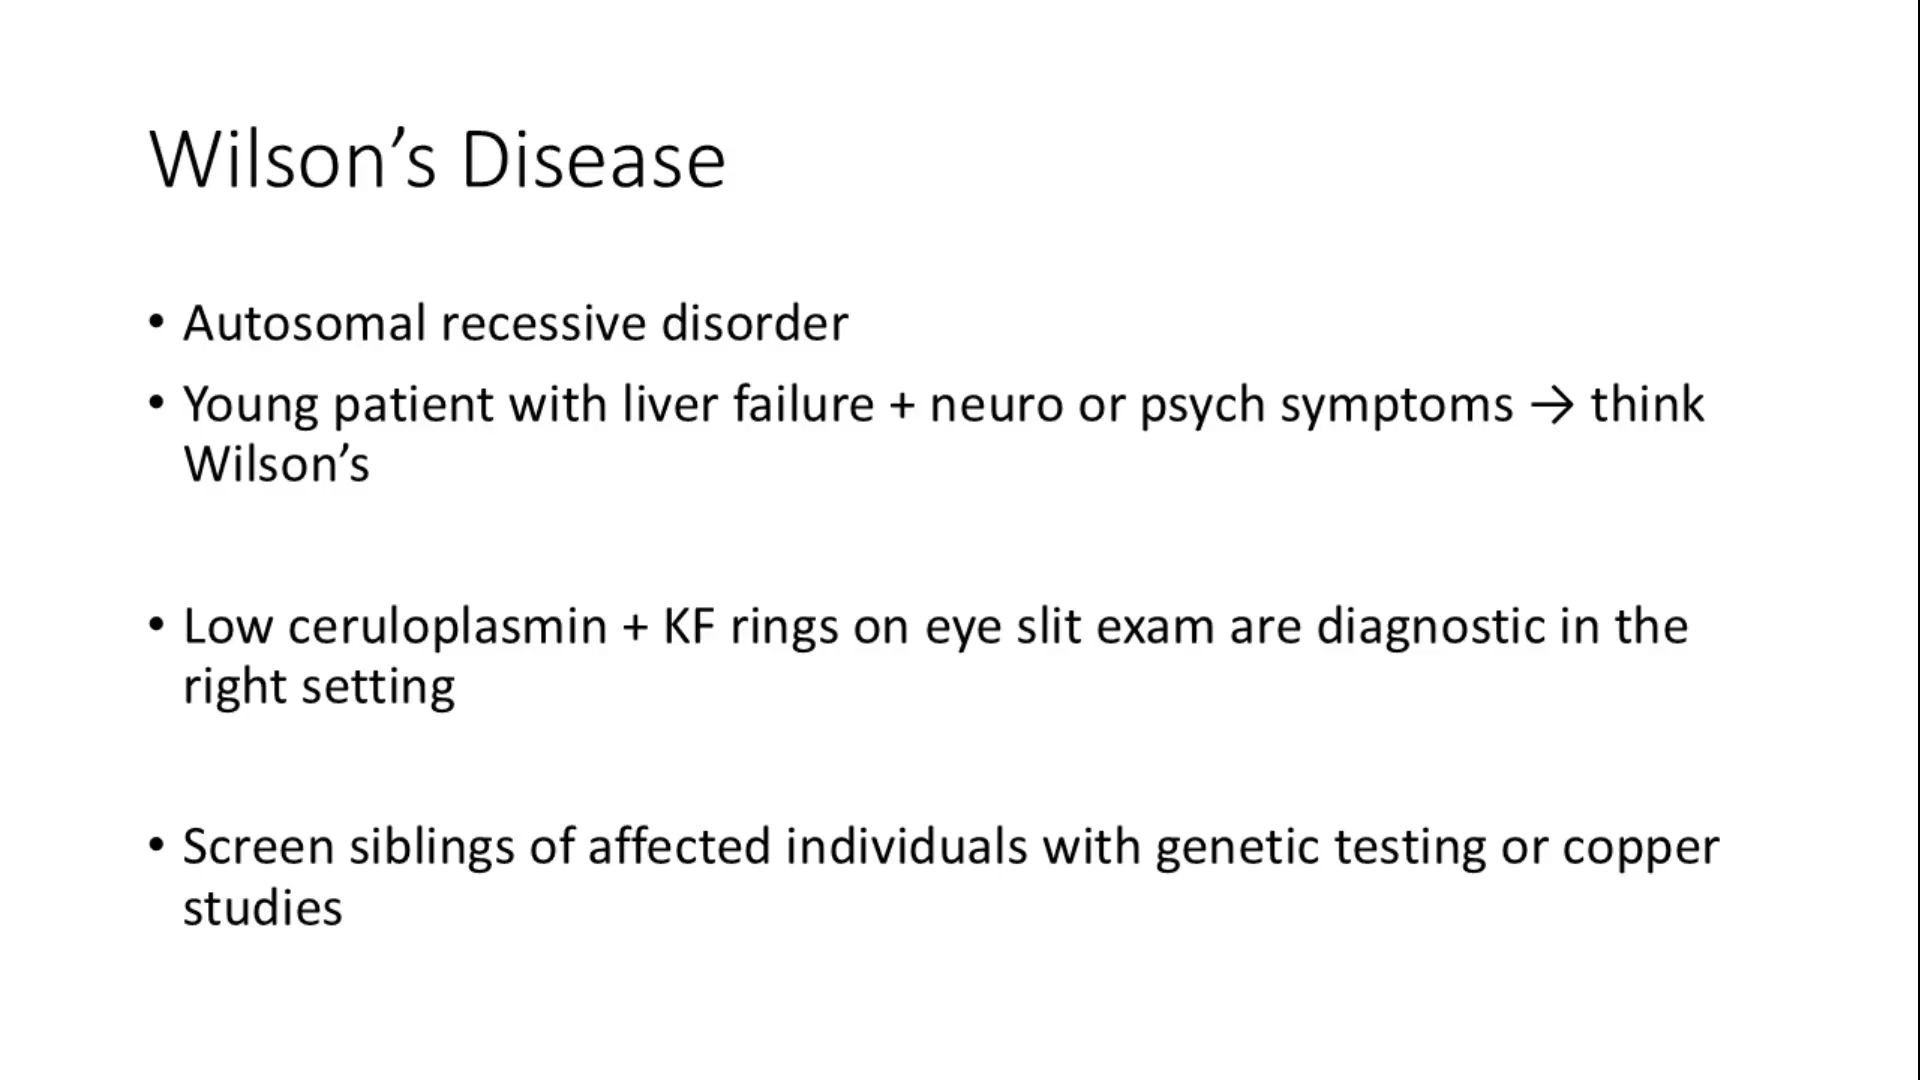 Wilson’s Disease
• Autosomal recessive disorder
• Young patient with liver failure + neuro or psych symptoms → think
Wilson’s
• Low ceruloplasmin + KF rings on eye slit exam are diagnostic in the
right setting
• Screen siblings of affected individuals with genetic testing or copper
studies